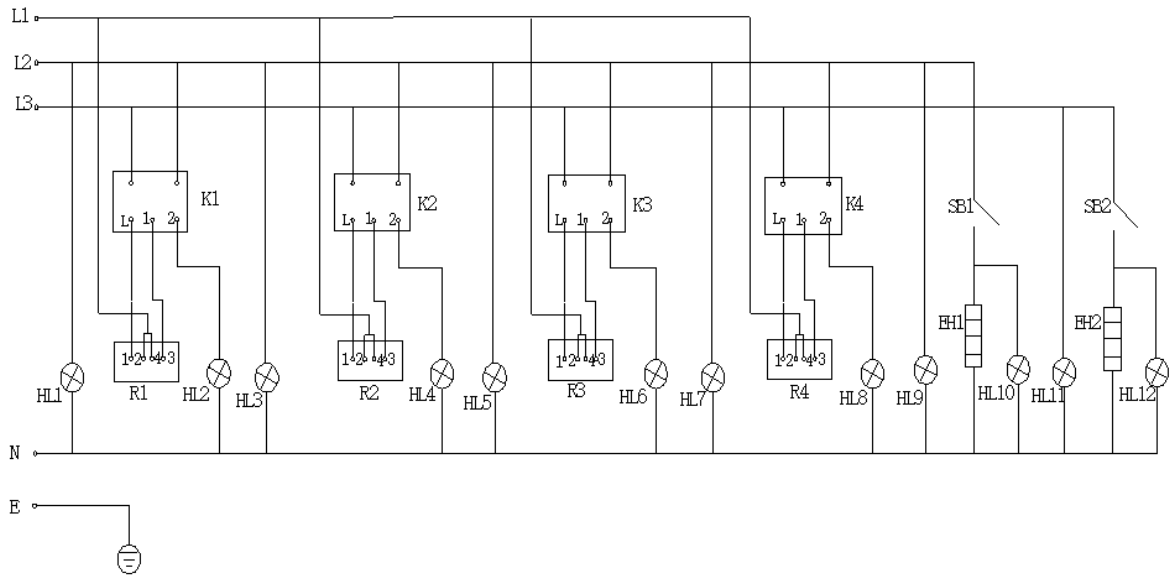 L1
L2
L3
K1 K2 K3 K4 SB1 SB2
L 1 2 L 1 2 L 1 2 L 1 2
EH1 EH2
1 2 4 3 1 2 4 3 1 2 4 3 1 2 4 3
HL1 R1 HL2 HL3 R2 HL4 HL5 R3 HL6 HL7 R4 HL8 HL9 HL10 HL11 HL12
N
E